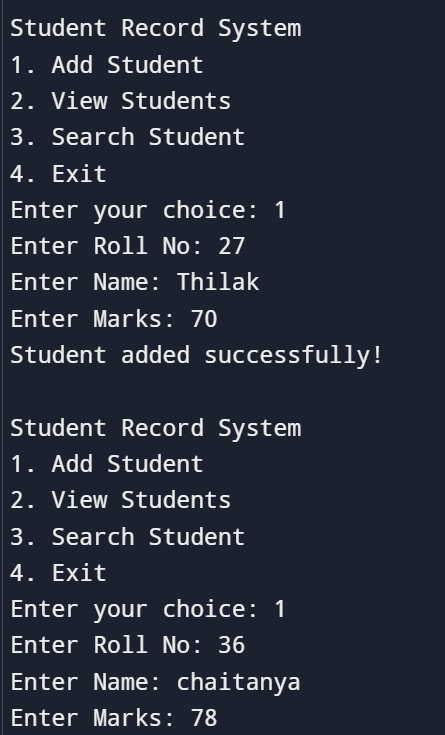 Student Record System
1. Add Student
2. View Students
3. Search Student
4. Exit
Enter your choice: 1
Enter Roll No: 27
Enter Name: Thilak
Enter Marks: 70
Student added successfully!

Student Record System
1. Add Student
2. View Students
3. Search Student
4. Exit
Enter your choice: 1
Enter Roll No: 36
Enter Name: chaitanya
Enter Marks: 78